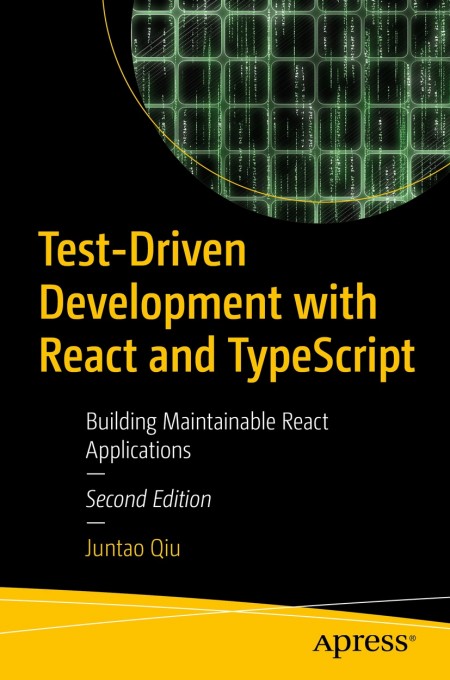 Test-Driven
Development with
React and TypeScript
Building Maintainable React
Applications
—
Second Edition
—
Juntao Qiu
Apress®